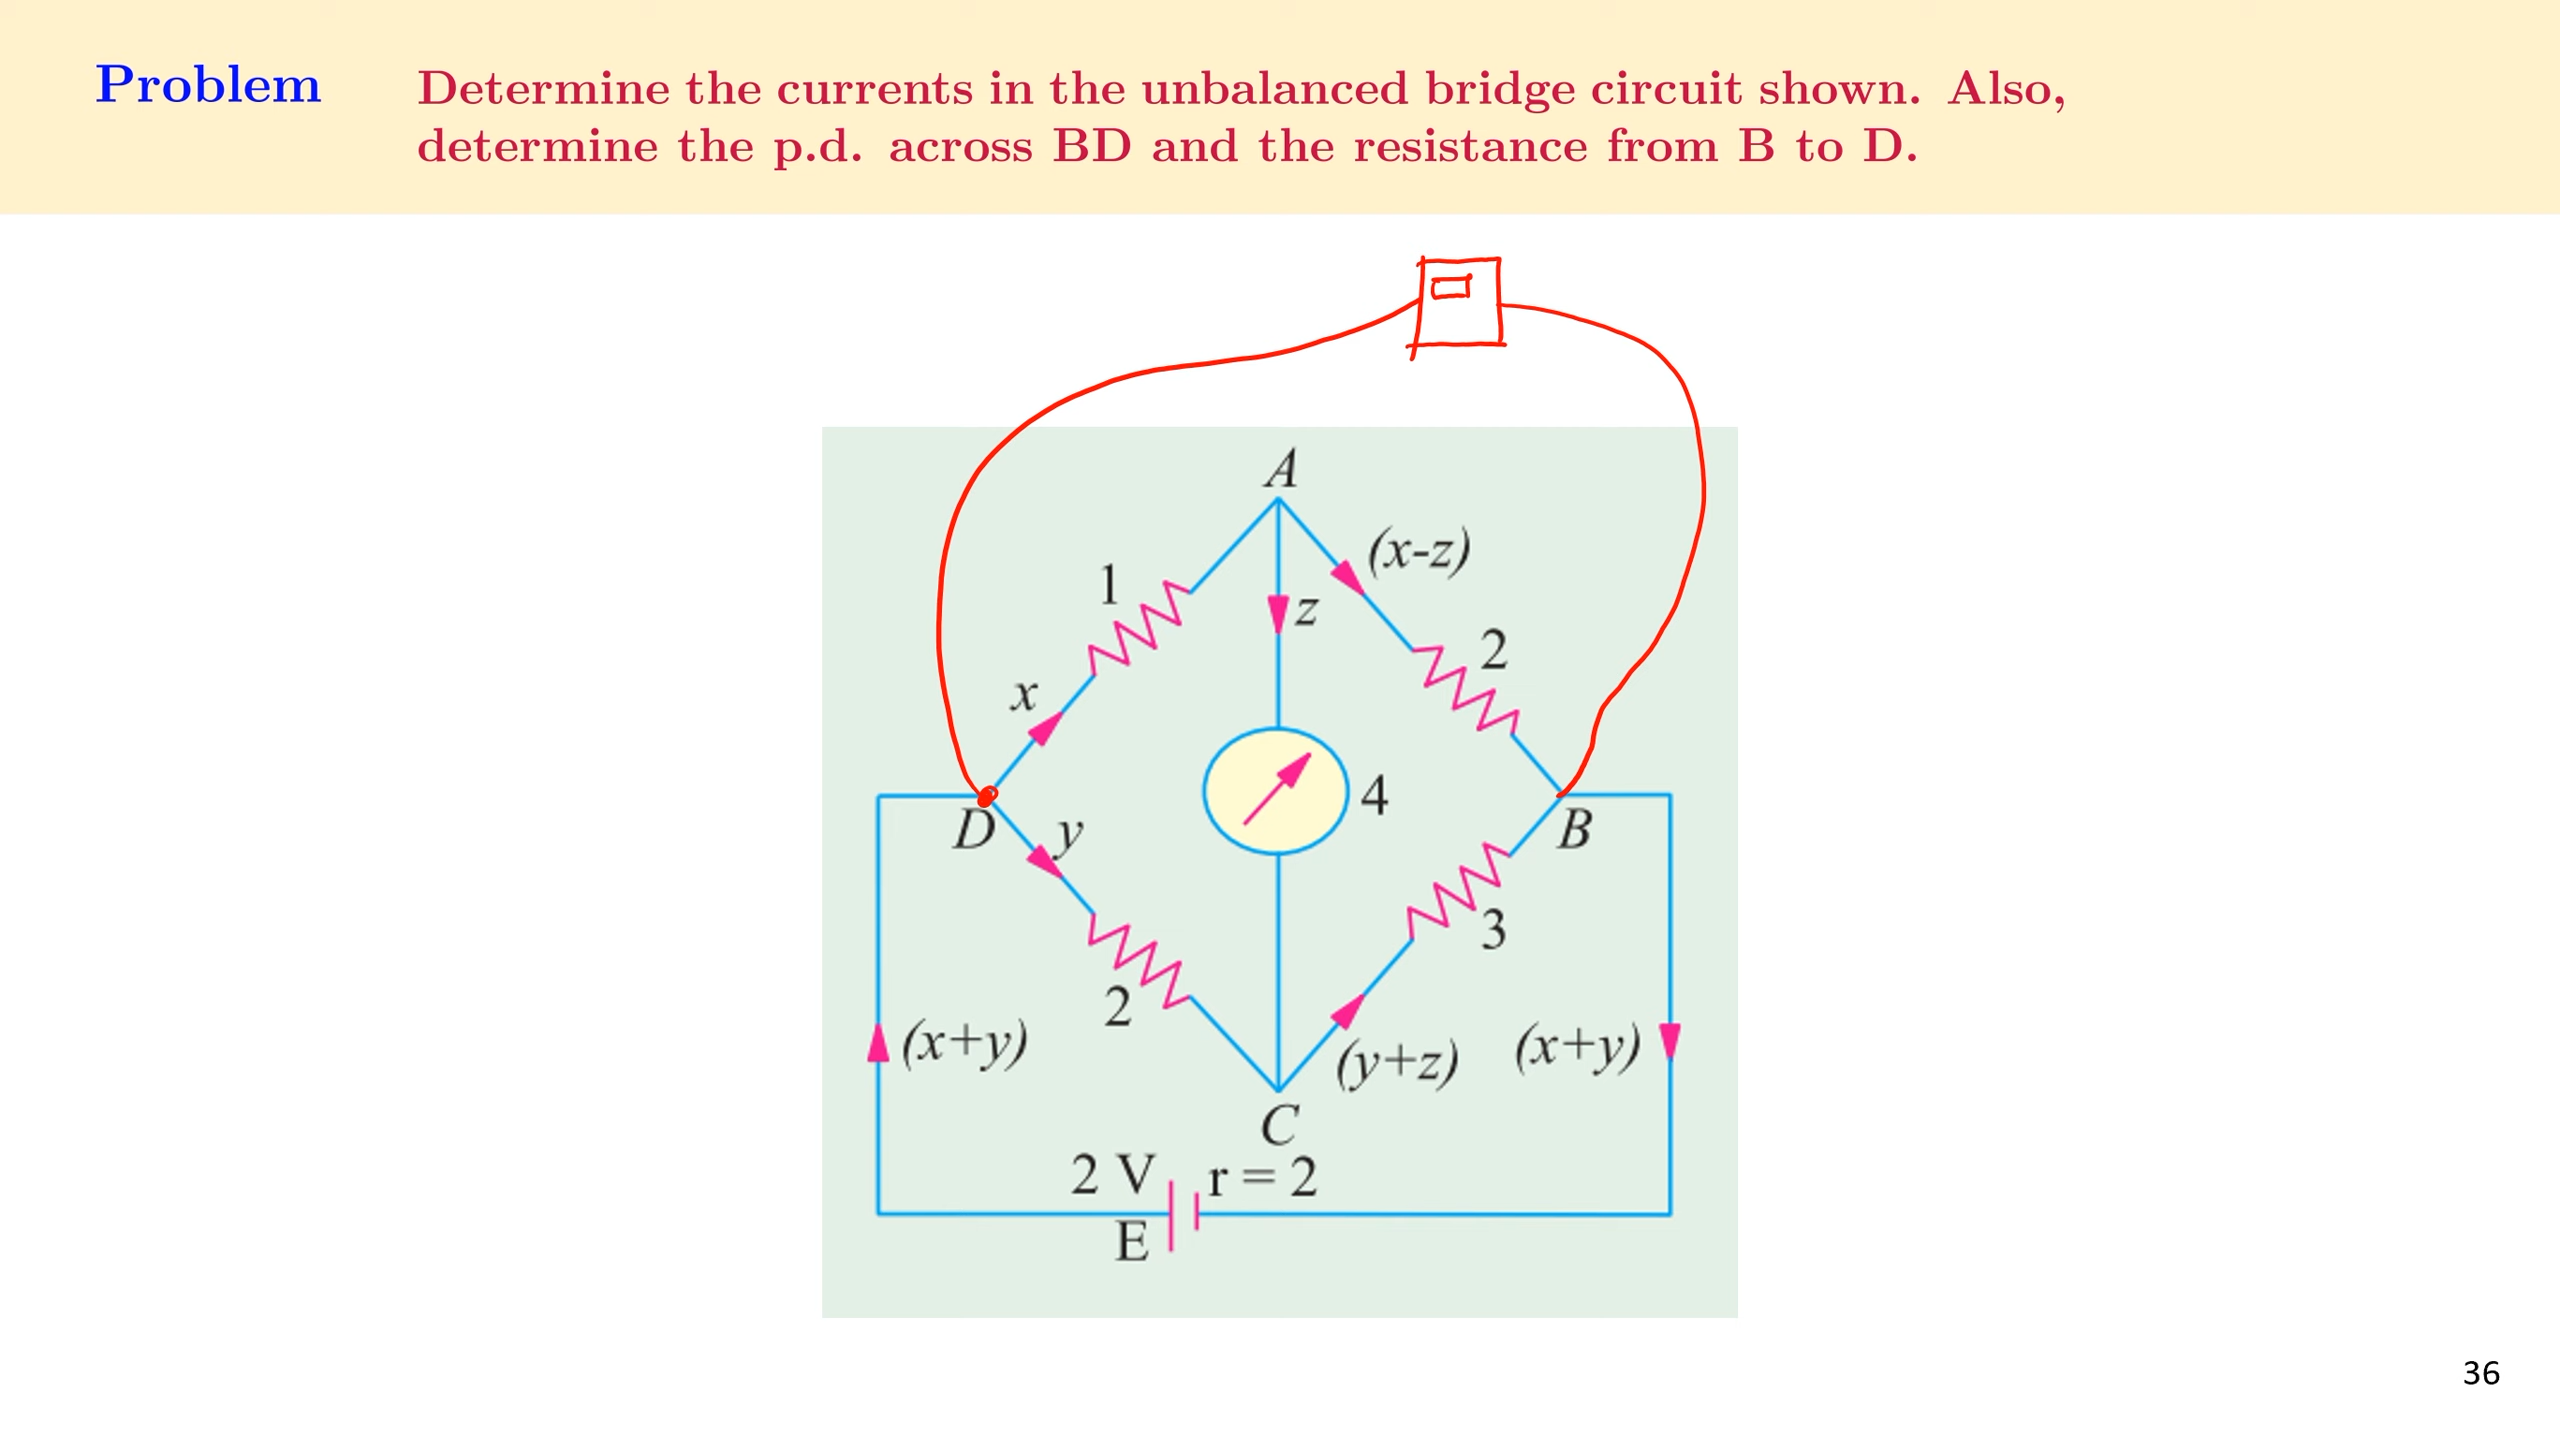 Problem Determine the currents in the unbalanced bridge circuit shown. Also,
determine the p.d. across BD and the resistance from B to D.
A
(x-z)
1
z
2
x
4
D
y
B
3
2
(x+y)
(y+z)
(x+y)
C
2 V
r = 2
E
36